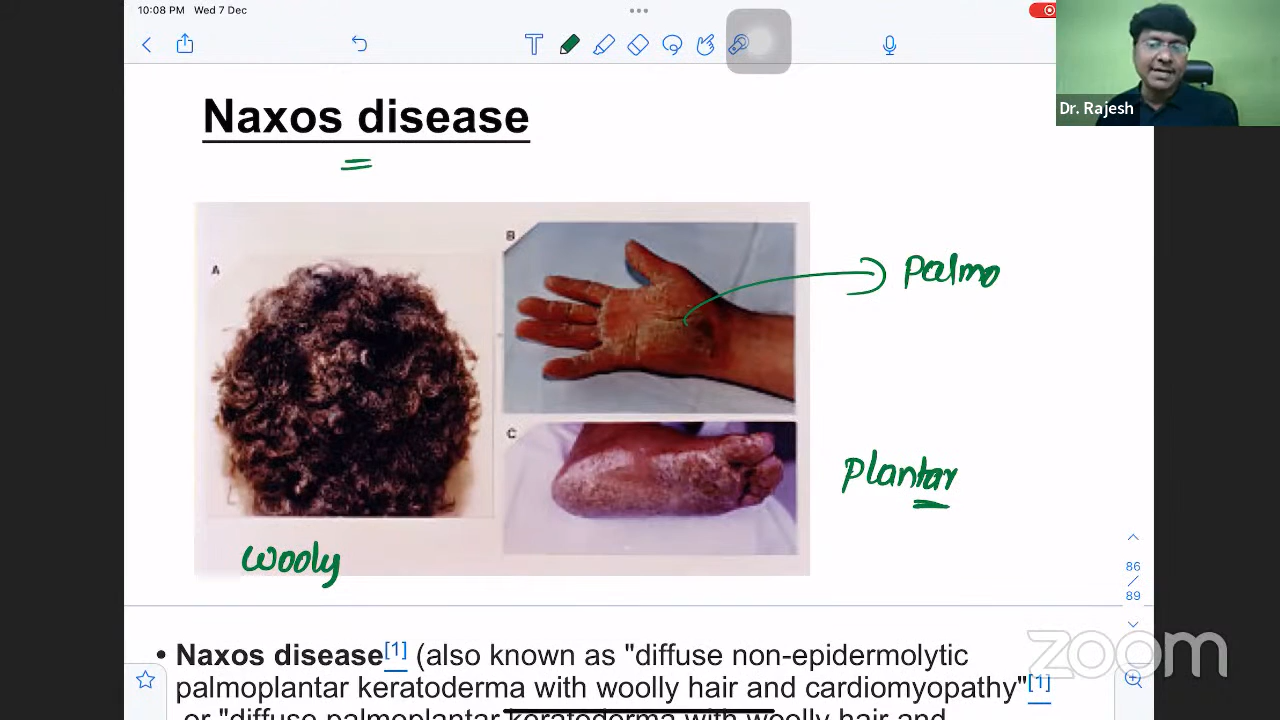 10:08 PM Wed 7 Dec
Dr. Rajesh
Naxos disease
A
B
Palmo
C
Plantar
Wooly
86
/
89
Naxos disease[1] (also known as "diffuse non-epidermolytic
palmoplantar keratoderma with woolly hair and cardiomyopathy"[1]
or "diffuse palmoplantar keratoderma with woolly hair and
zoom